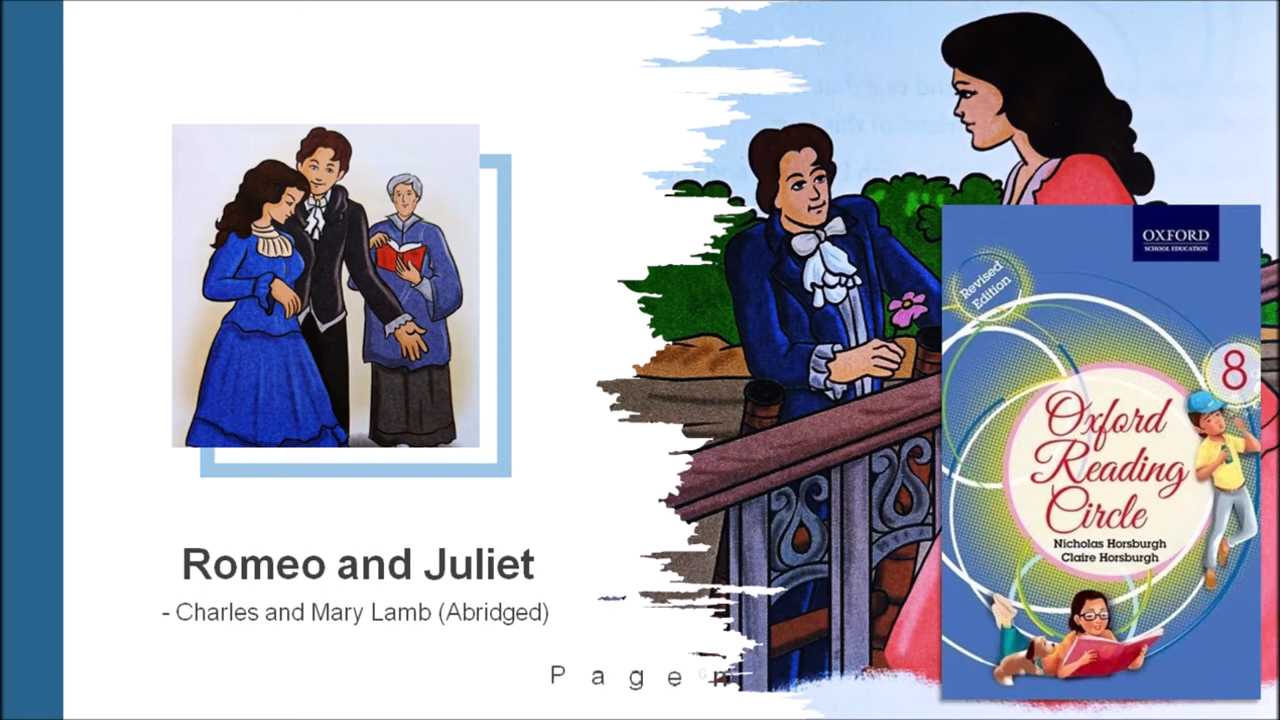 Romeo and Juliet
- Charles and Mary Lamb (Abridged)
P a g e
OXFORD
SCHOOL EDUCATION
Revised
Edition
8
Oxford
Reading
Circle
Nicholas Horsburgh
Claire Horsburgh